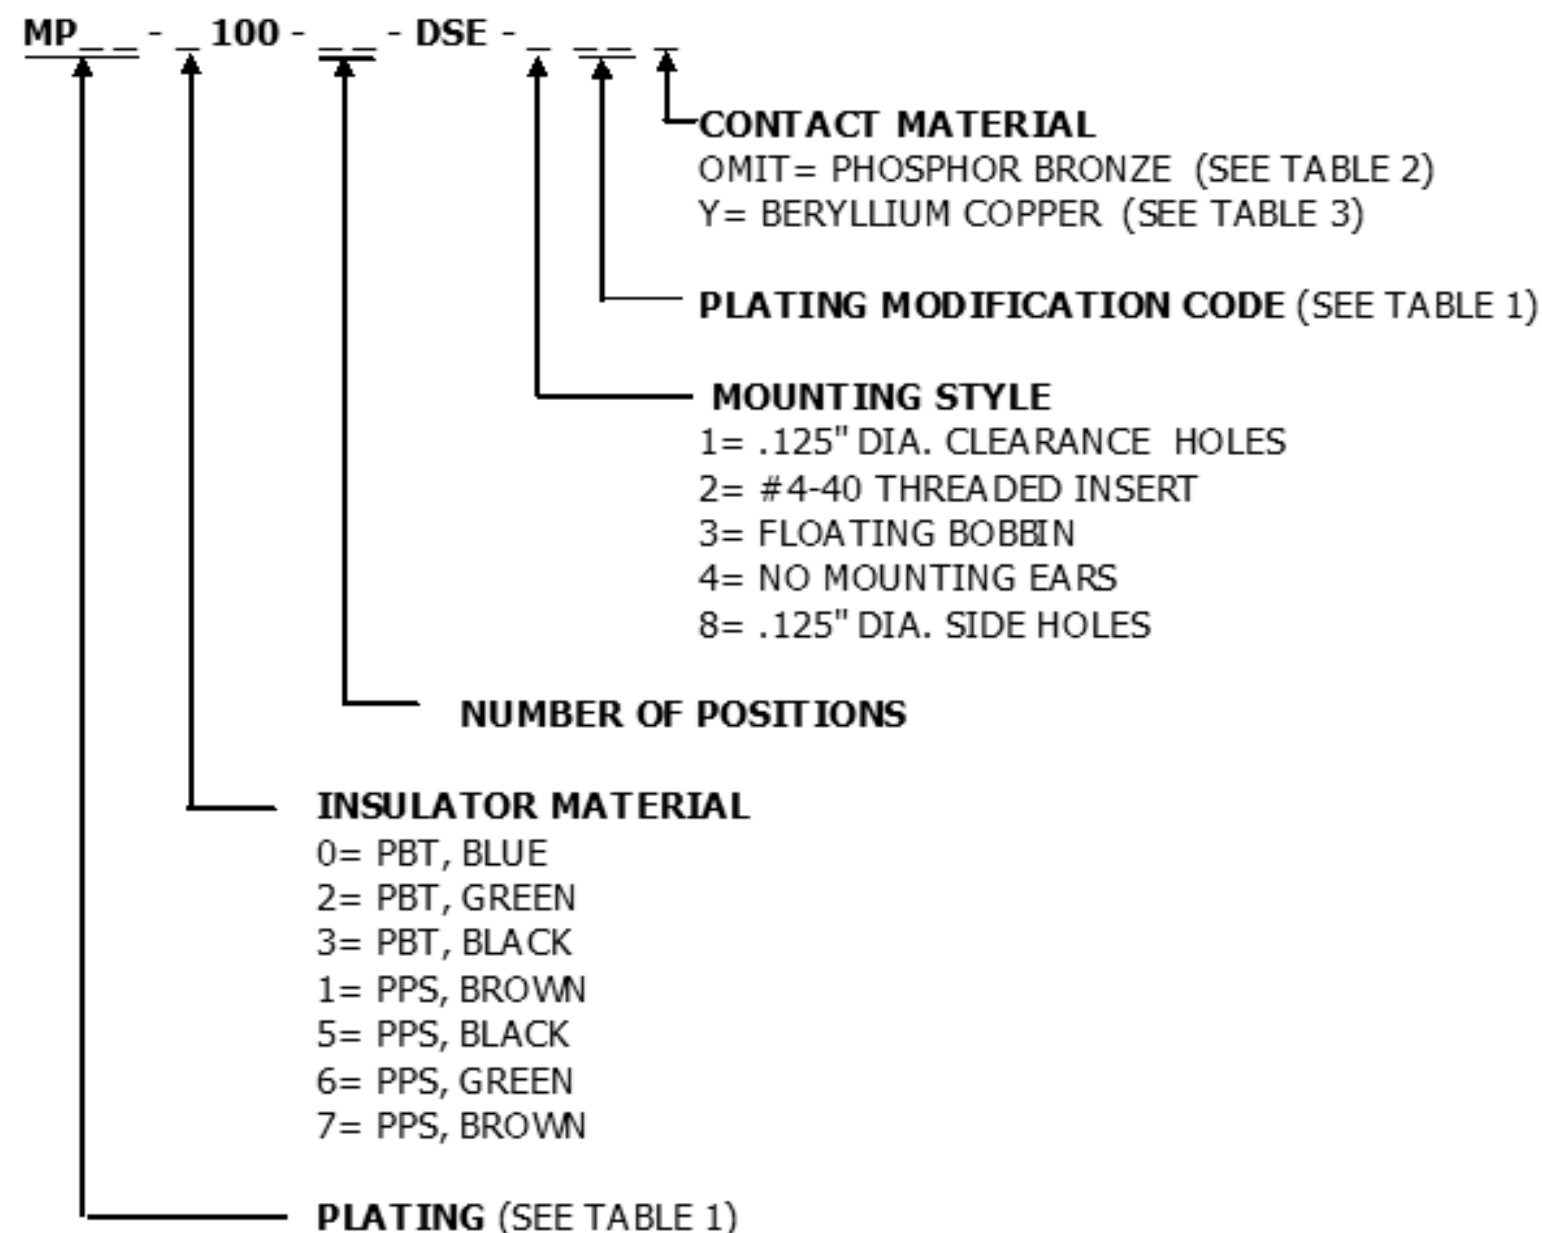 MP_ _ - _ 100 - _ _ - DSE - _ _ _ _
CONTACT MATERIAL
OMIT= PHOSPHOR BRONZE (SEE TABLE 2)
Y= BERYLLIUM COPPER (SEE TABLE 3)
PLATING MODIFICATION CODE (SEE TABLE 1)
MOUNTING STYLE
1= .125" DIA. CLEARANCE HOLES
2= #4-40 THREADED INSERT
3= FLOATING BOBBIN
4= NO MOUNTING EARS
8= .125" DIA. SIDE HOLES
NUMBER OF POSITIONS
INSULATOR MATERIAL
0= PBT, BLUE
2= PBT, GREEN
3= PBT, BLACK
1= PPS, BROWN
5= PPS, BLACK
6= PPS, GREEN
7= PPS, BROWN
PLATING (SEE TABLE 1)